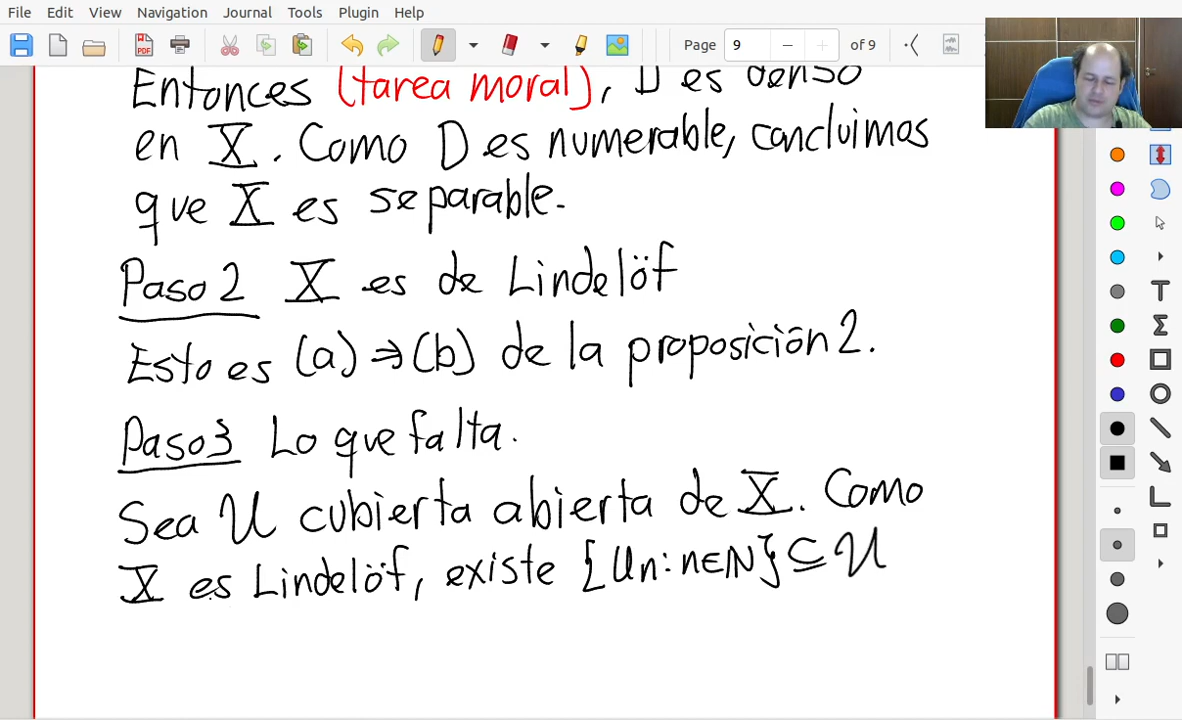 File Edit View Navigation Journal Tools Plugin Help
Page 9 of 9
Entonces (tarea moral), D es denso
en X. Como D es numerable, concluimos
que X es separable.
Paso 2 X es de Lindelöf
Esto es (a) ⇒ (b) de la proposición 2.
Paso 3 Lo que falta.
Sea U cubierta abierta de X. Como
X es Lindelöf, existe {Un: n∈ℕ} ⊆ U